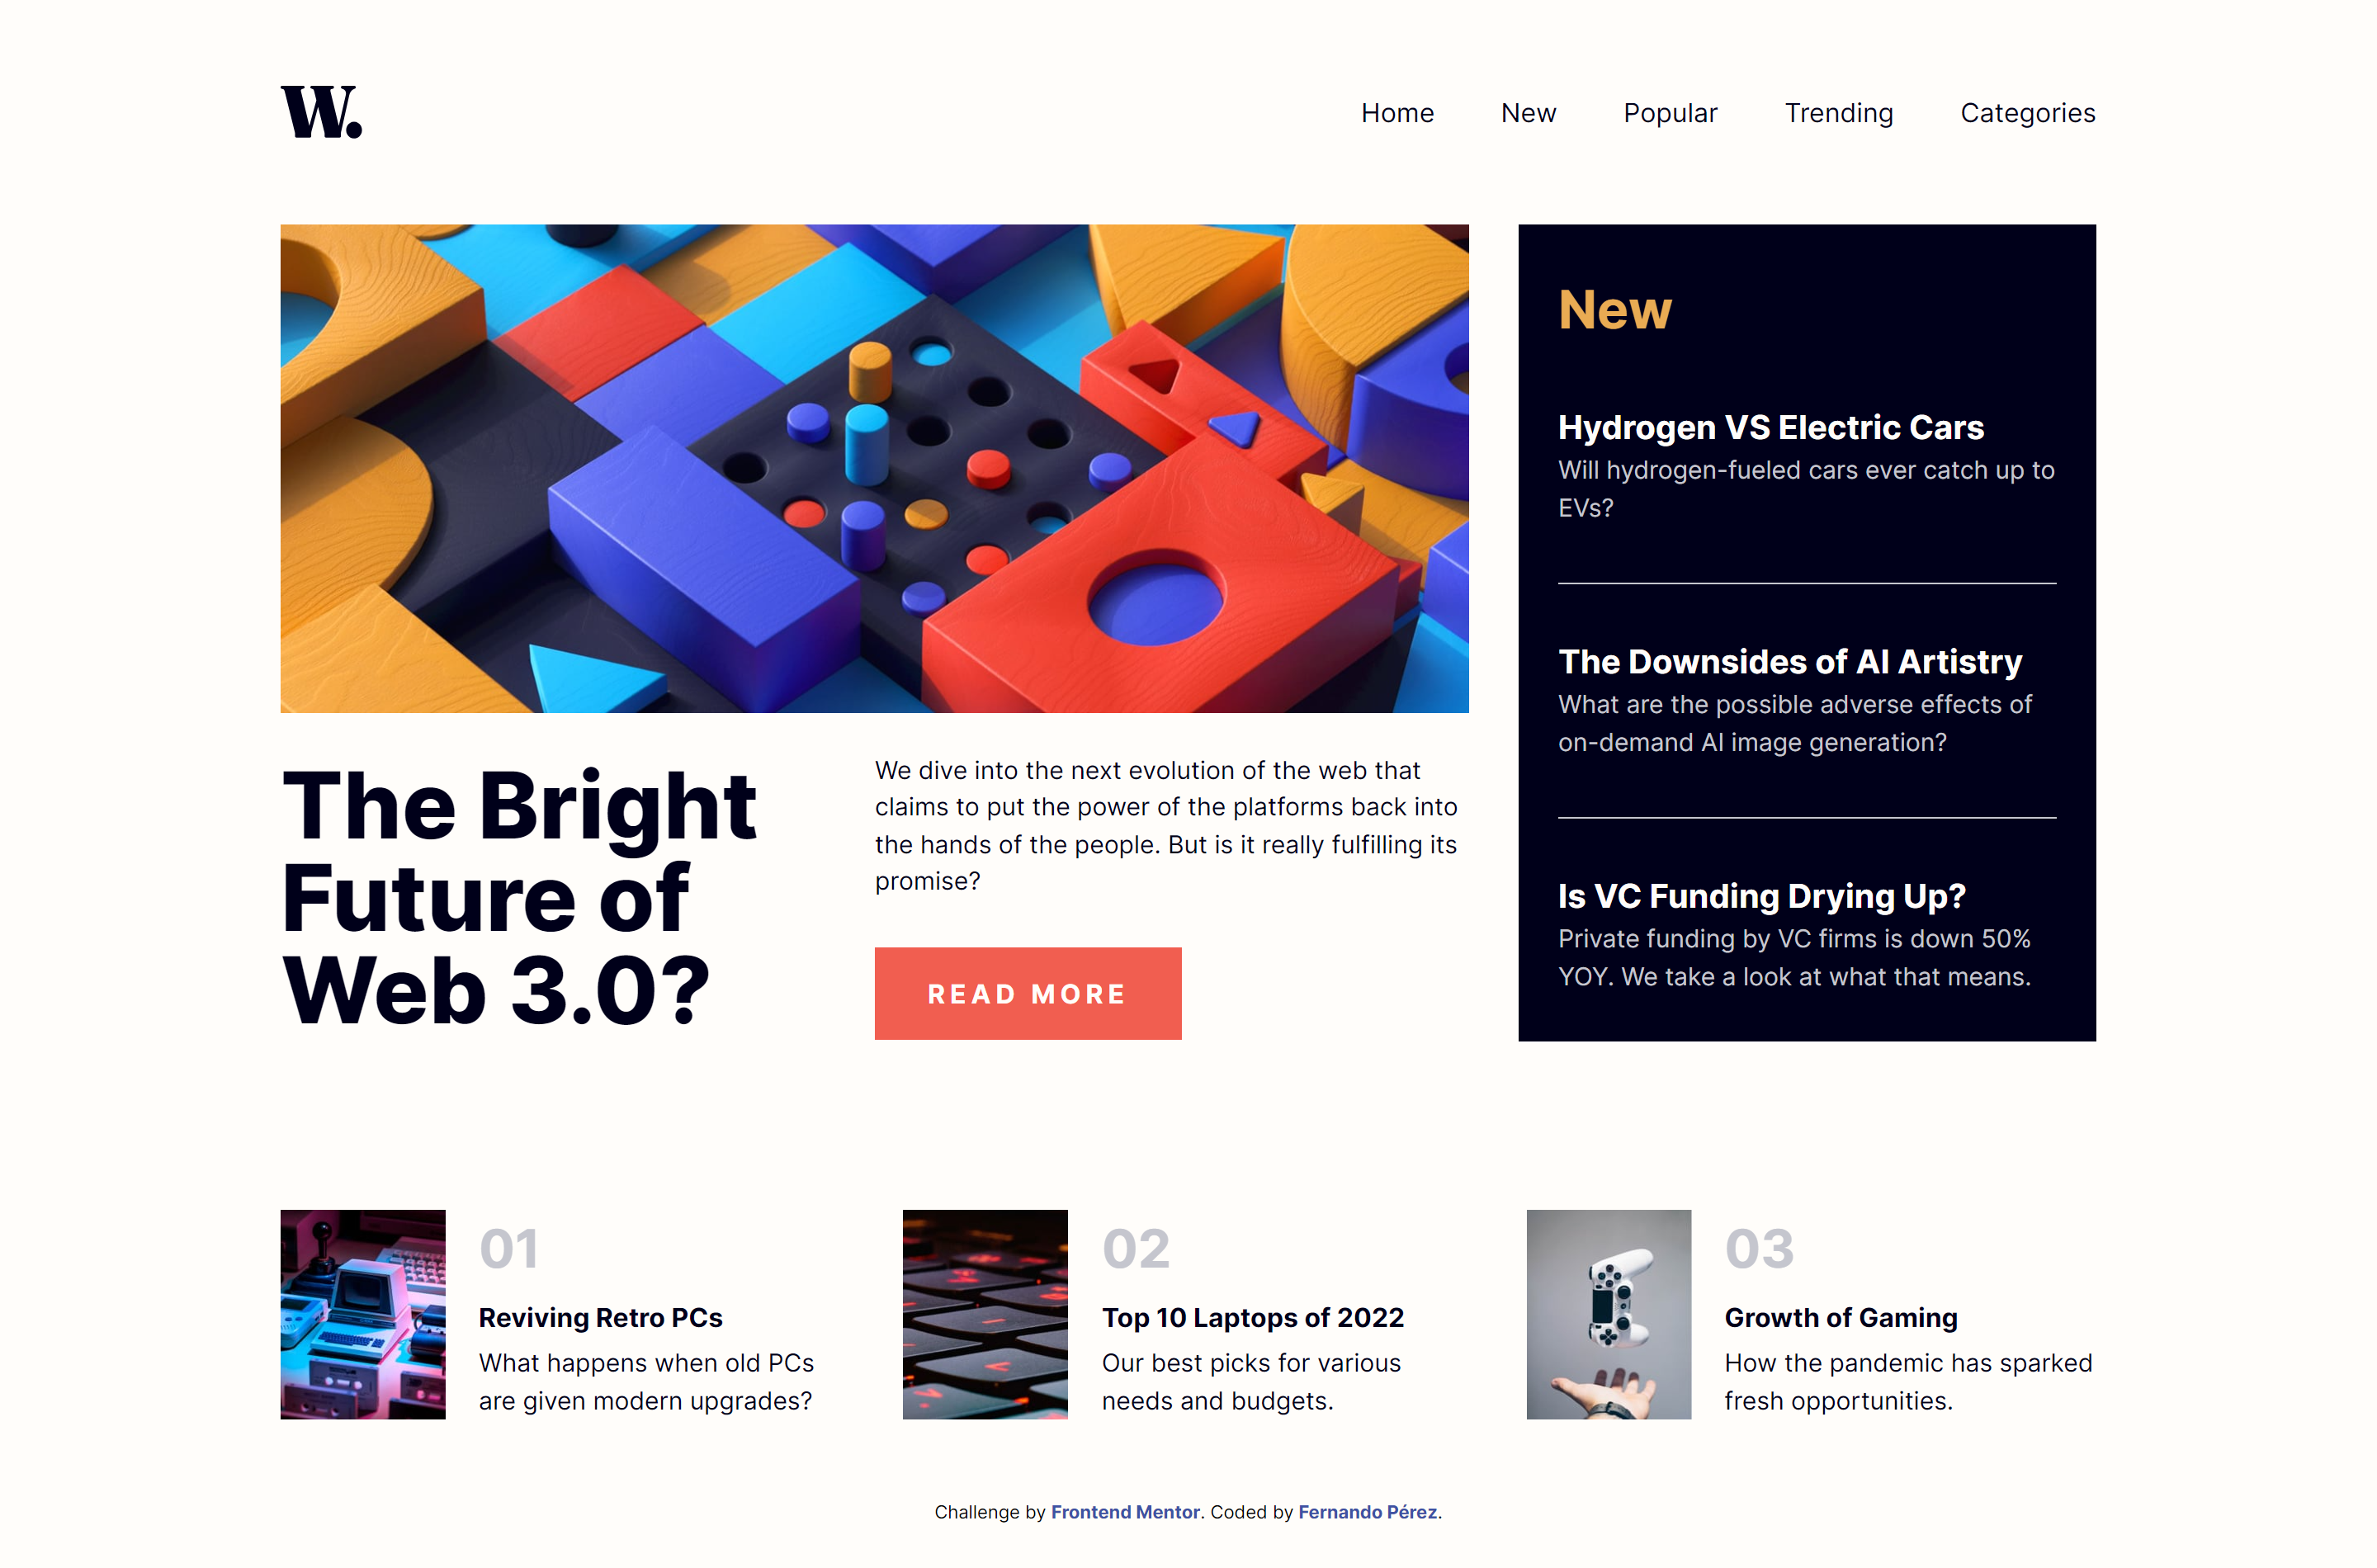 W.
Home New Popular Trending Categories
The Bright
Future of
Web 3.0?
We dive into the next evolution of the web that
claims to put the power of the platforms back into
the hands of the people. But is it really fulfilling its
promise?
READ MORE
New
Hydrogen VS Electric Cars
Will hydrogen-fueled cars ever catch up to
EVs?
The Downsides of AI Artistry
What are the possible adverse effects of
on-demand AI image generation?
Is VC Funding Drying Up?
Private funding by VC firms is down 50%
YOY. We take a look at what that means.
01
Reviving Retro PCs
What happens when old PCs
are given modern upgrades?
02
Top 10 Laptops of 2022
Our best picks for various
needs and budgets.
03
Growth of Gaming
How the pandemic has sparked
fresh opportunities.
Challenge by Frontend Mentor. Coded by Fernando Pérez.